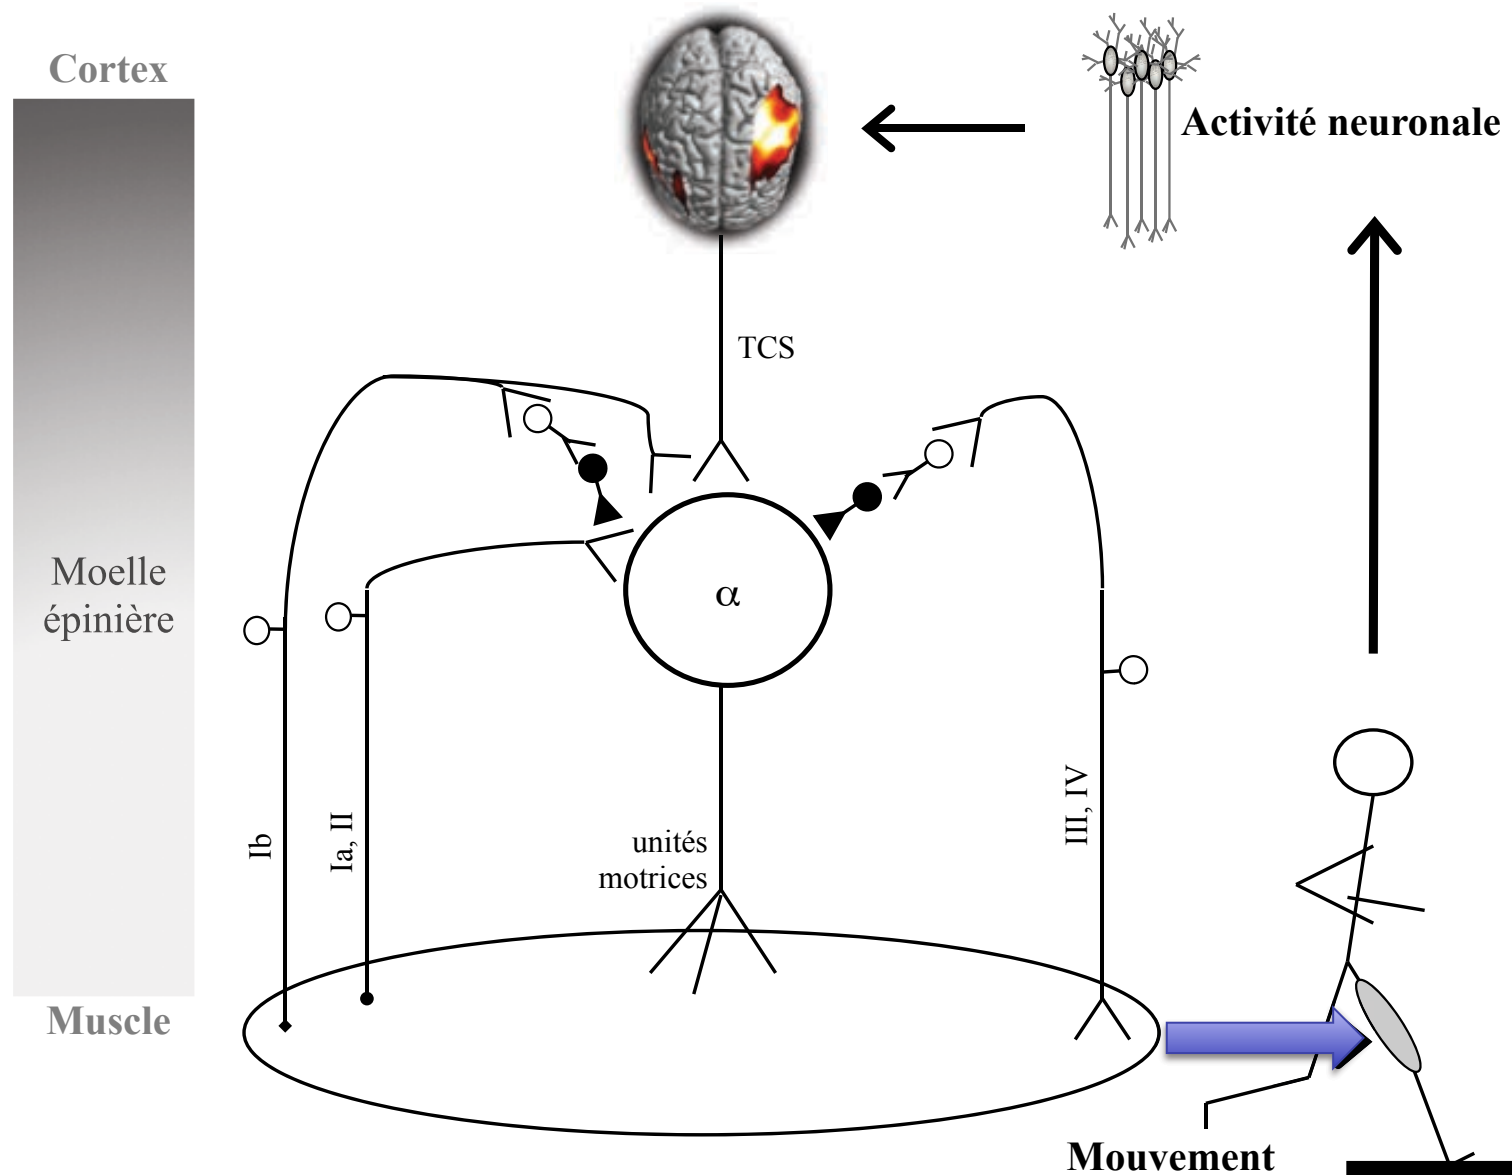 Cortex
Activité neuronale
TCS
Moelle
épinière
α
Ib
Ia, II
unités
motrices
III, IV
Muscle
Mouvement